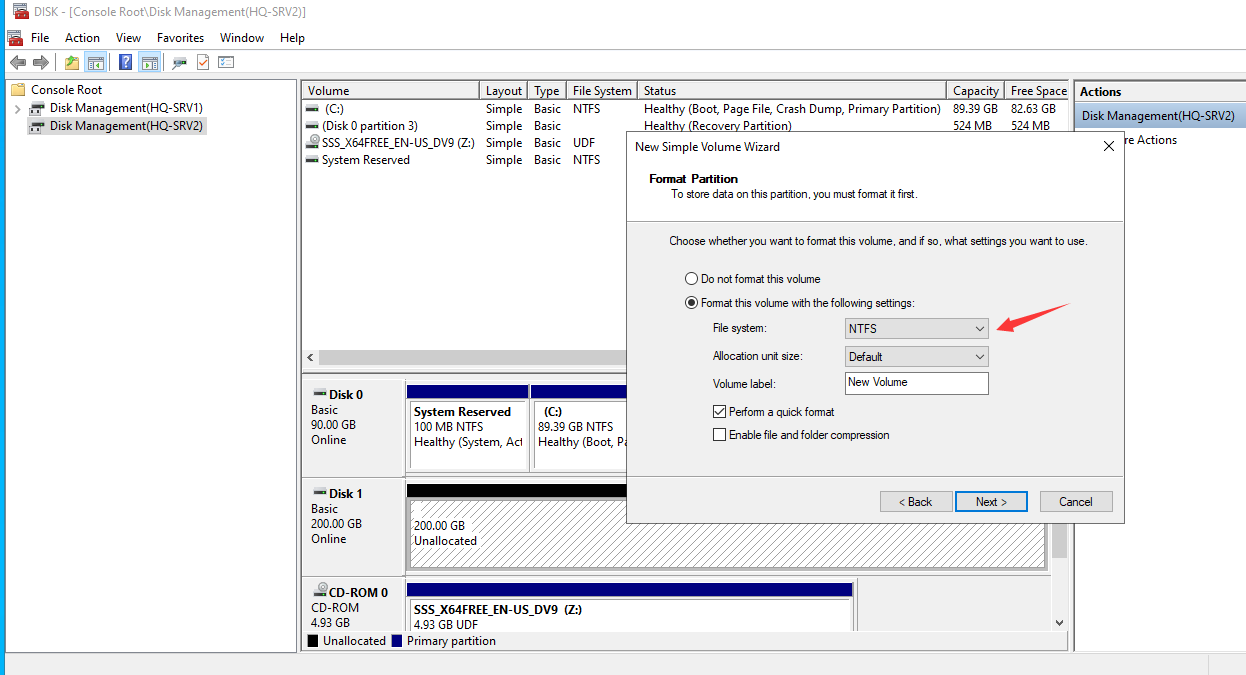 DISK - [Console Root\Disk Management(HQ-SRV2)]
File Action View Favorites Window Help
Console Root
Disk Management(HQ-SRV1)
Disk Management(HQ-SRV2)
Volume Layout Type File System Status Capacity Free Space
(C:) Simple Basic NTFS Healthy (Boot, Page File, Crash Dump, Primary Partition) 89.39 GB 82.63 GB
(Disk 0 partition 3) Simple Basic Healthy (Recovery Partition) 524 MB 524 MB
SSS_X64FREE_EN-US_DV9 (Z:) Simple Basic UDF
System Reserved Simple Basic NTFS
Actions
Disk Management(HQ-SRV2)
re Actions
New Simple Volume Wizard
Format Partition
To store data on this partition, you must format it first.
Choose whether you want to format this volume, and if so, what settings you want to use.
Do not format this volume
Format this volume with the following settings:
File system: NTFS
Allocation unit size: Default
Volume label: New Volume
Perform a quick format
Enable file and folder compression
< Back Next > Cancel
Disk 0
Basic
90.00 GB
Online
System Reserved
100 MB NTFS
Healthy (System, Act
(C:)
89.39 GB NTFS
Healthy (Boot, Pa
Disk 1
Basic
200.00 GB
Online
200.00 GB
Unallocated
CD-ROM 0
CD-ROM
4.93 GB
SSS_X64FREE_EN-US_DV9 (Z:)
4.93 GB UDF
Unallocated Primary partition